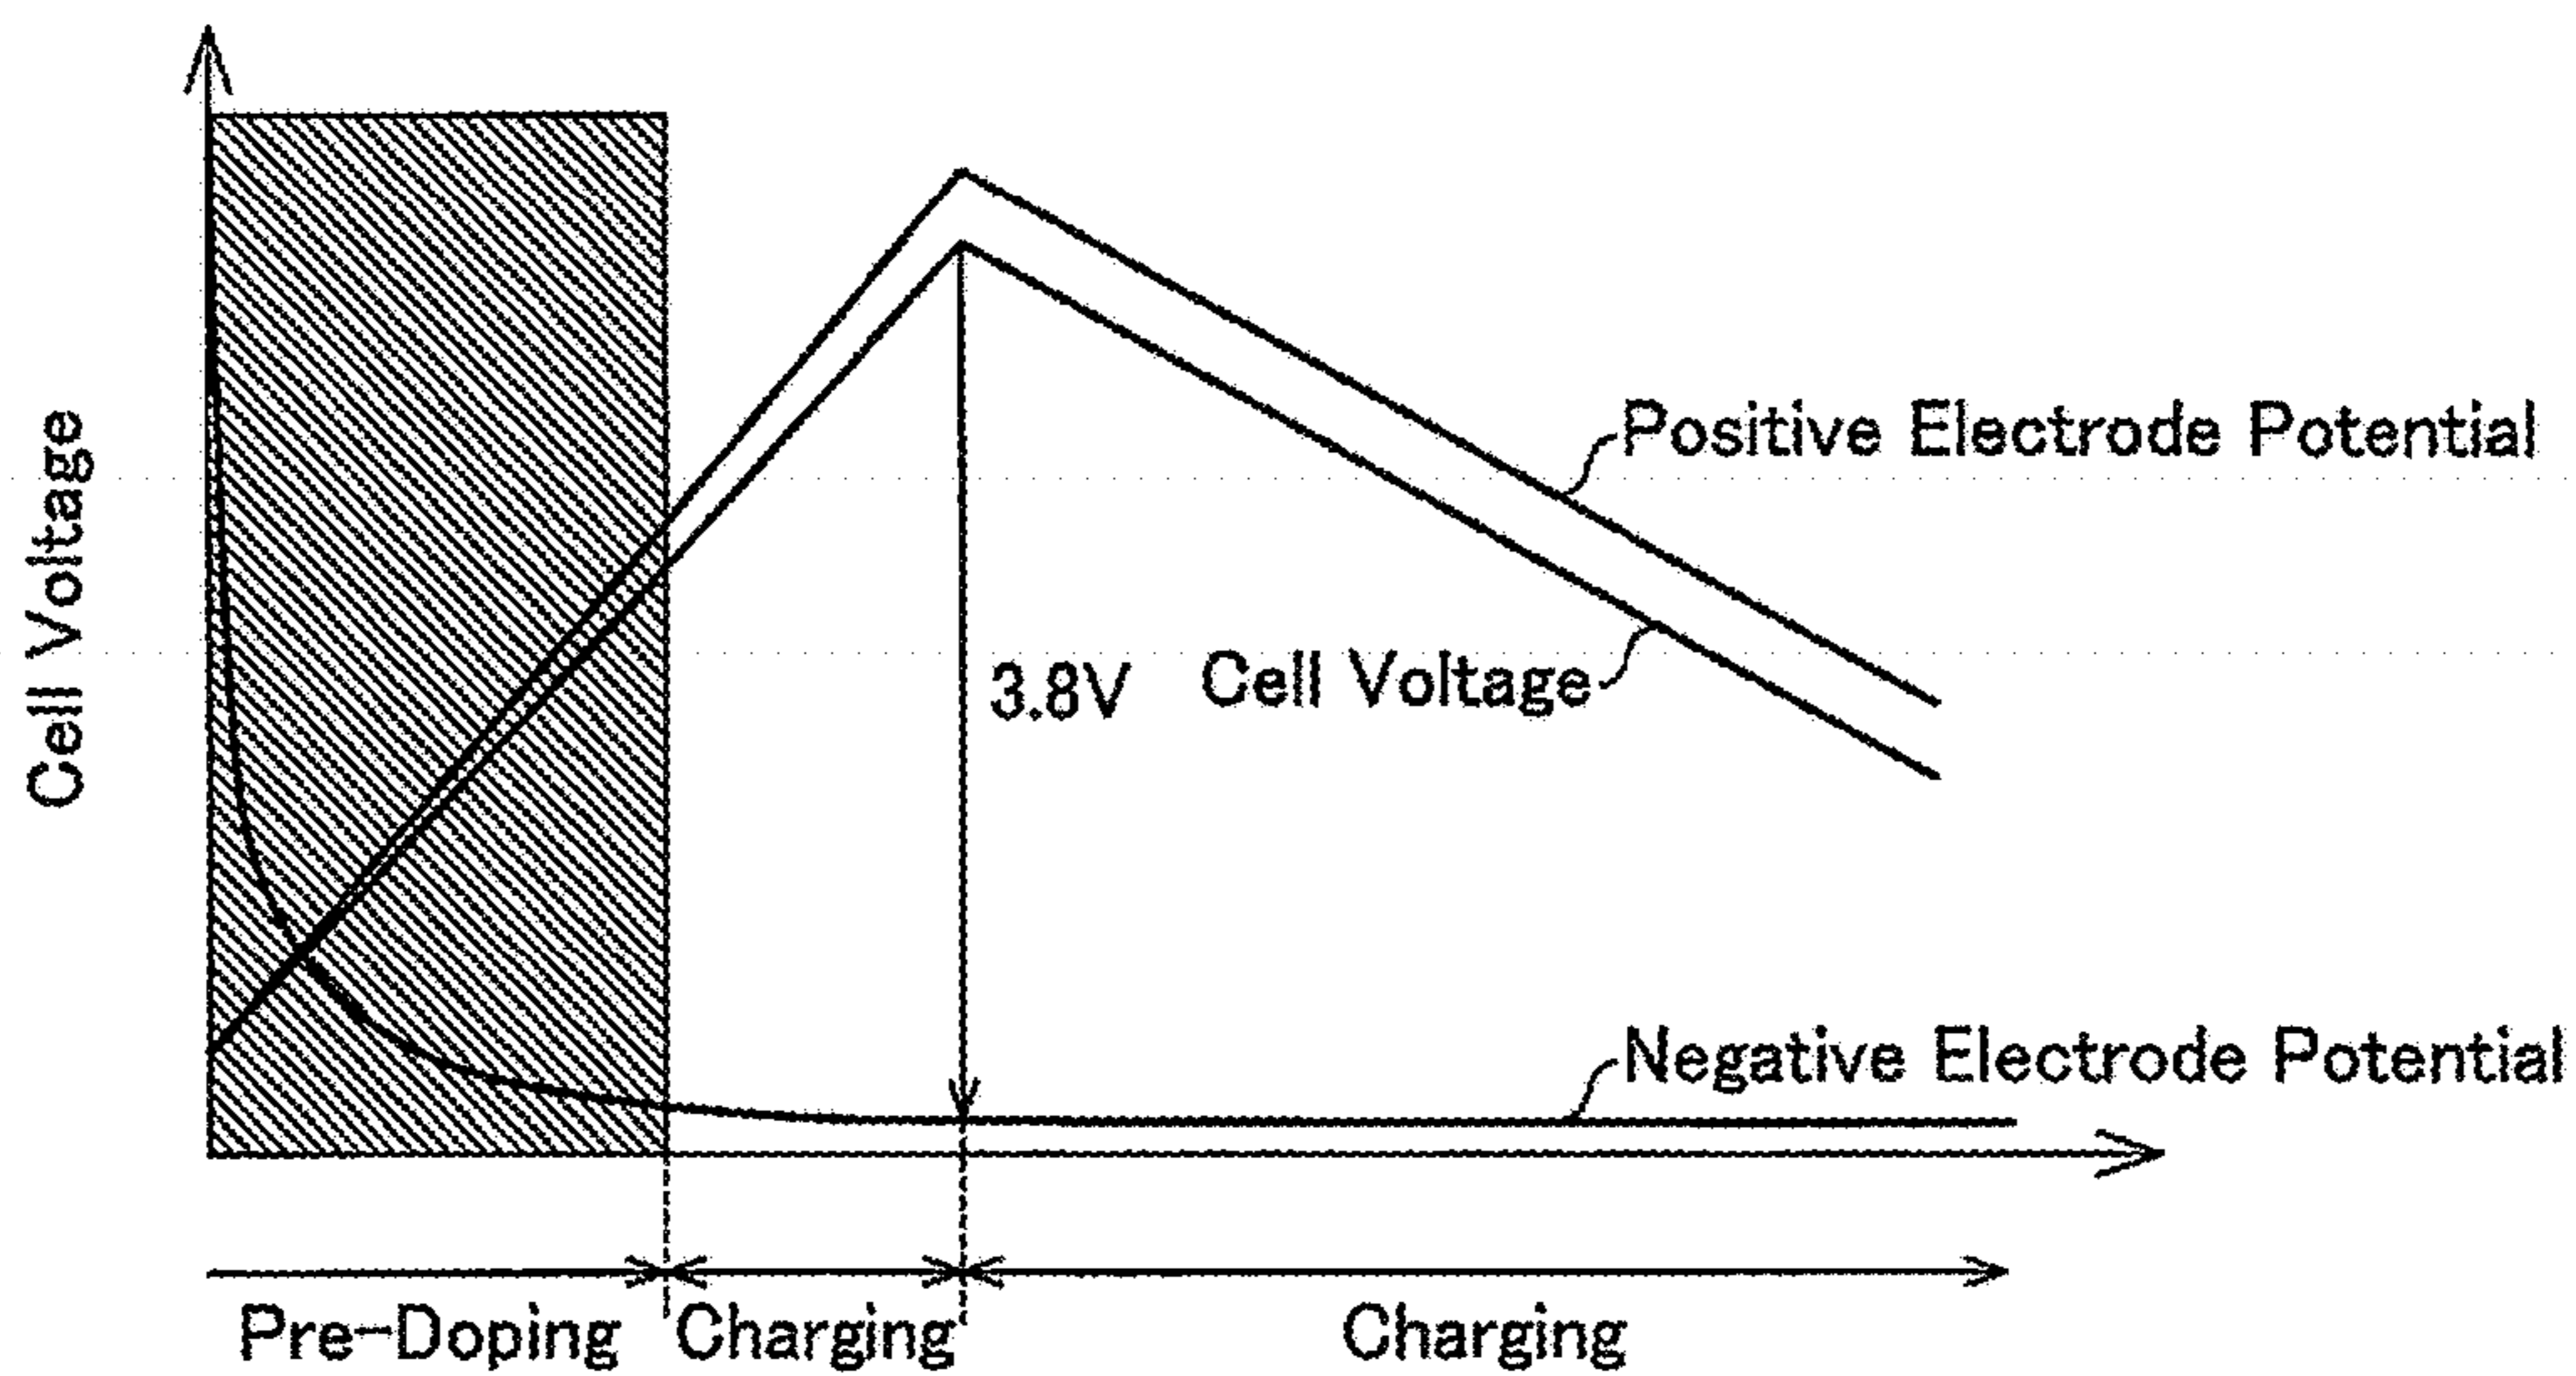 Cell Voltage
Positive Electrode Potential
3.8V
Cell Voltage
Negative Electrode Potential
Pre-Doping
Charging
Charging